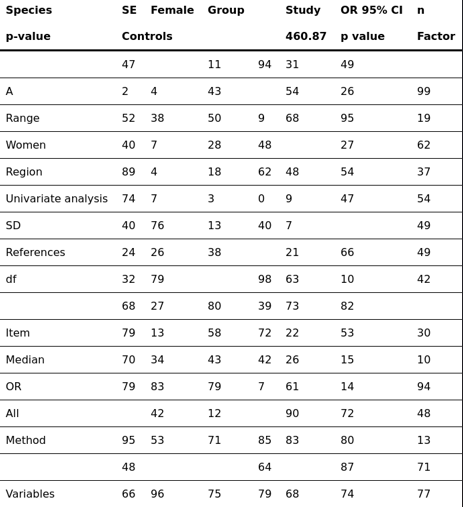 Species SE Female Group Study OR 95% CI n
p-value Controls 460.87 p value Factor
47 11 94 31 49
A 2 4 43 54 26 99
Range 52 38 50 9 68 95 19
Women 40 7 28 48 27 62
Region 89 4 18 62 48 54 37
Univariate analysis 74 7 3 0 9 47 54
SD 40 76 13 40 7 49
References 24 26 38 21 66 49
df 32 79 98 63 10 42
68 27 80 39 73 82
Item 79 13 58 72 22 53 30
Median 70 34 43 42 26 15 10
OR 79 83 79 7 61 14 94
All 42 12 90 72 48
Method 95 53 71 85 83 80 13
48 64 87 71
Variables 66 96 75 79 68 74 77